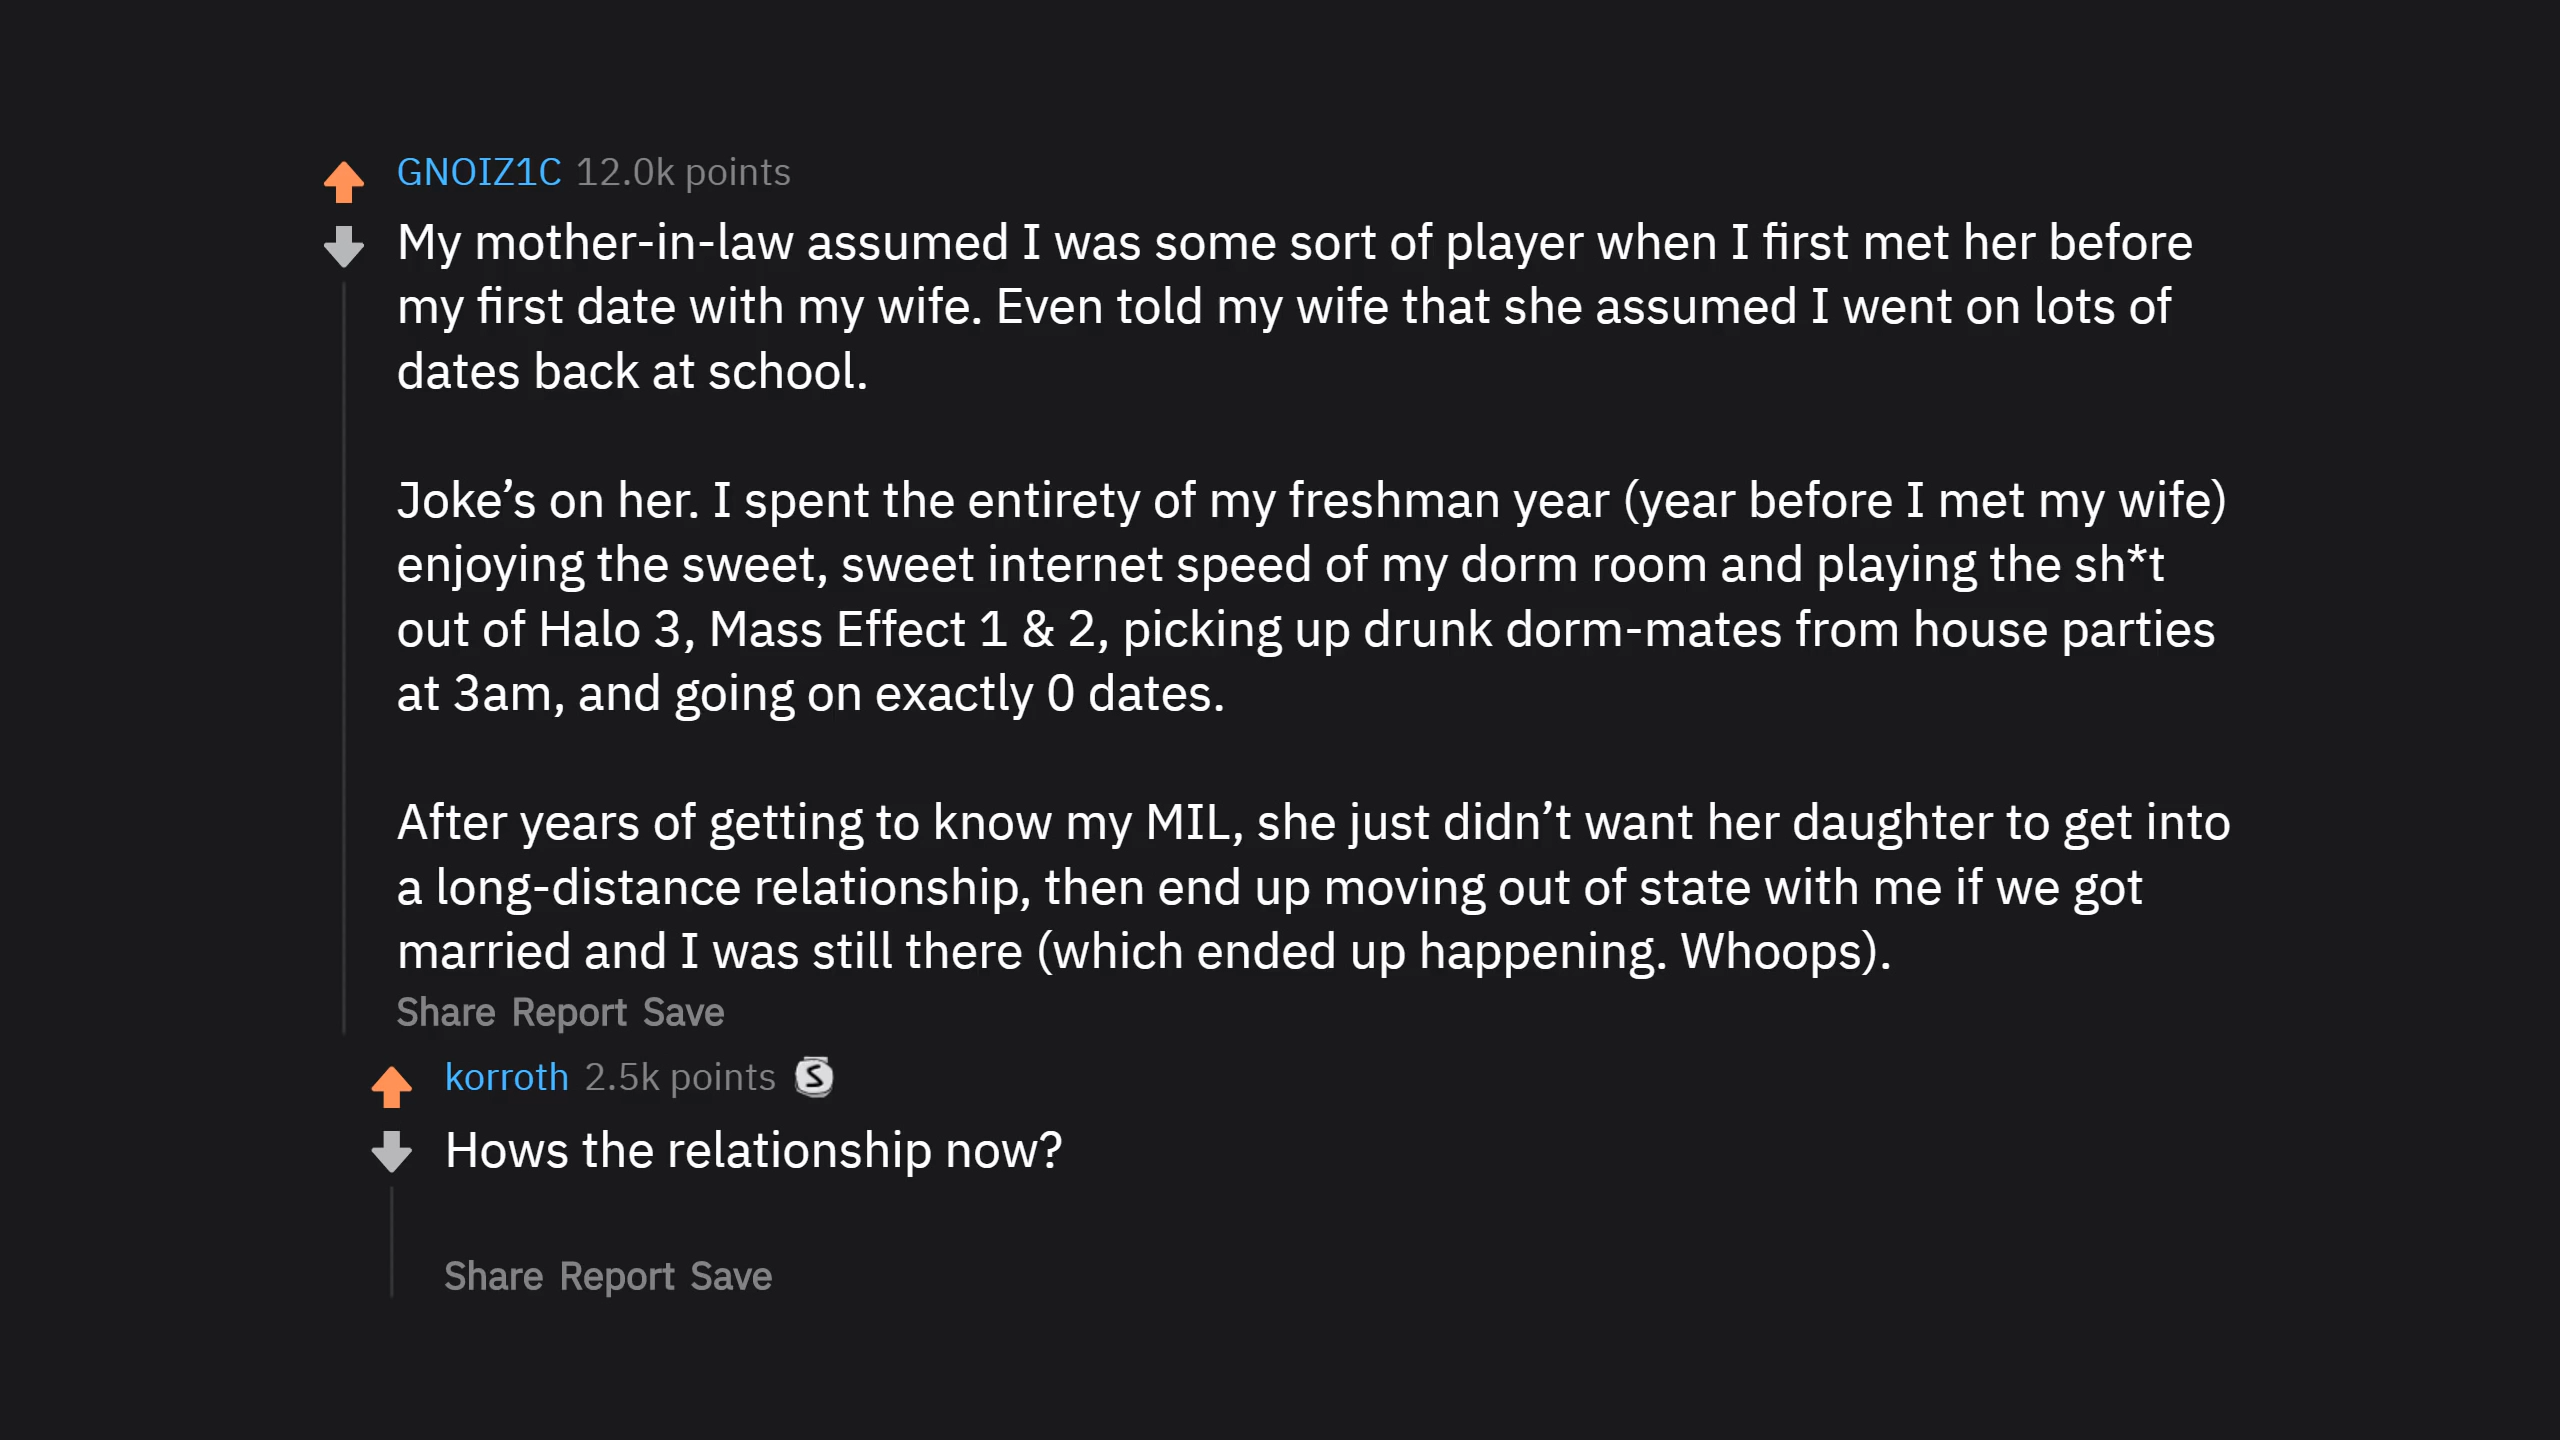 GNOIZ1C 12.0k points
My mother-in-law assumed I was some sort of player when I first met her before
my first date with my wife. Even told my wife that she assumed I went on lots of
dates back at school.
Joke’s on her. I spent the entirety of my freshman year (year before I met my wife)
enjoying the sweet, sweet internet speed of my dorm room and playing the sh*t
out of Halo 3, Mass Effect 1 & 2, picking up drunk dorm-mates from house parties
at 3am, and going on exactly 0 dates.
After years of getting to know my MIL, she just didn’t want her daughter to get into
a long-distance relationship, then end up moving out of state with me if we got
married and I was still there (which ended up happening. Whoops).
Share Report Save
korroth 2.5k points S
Hows the relationship now?
Share Report Save